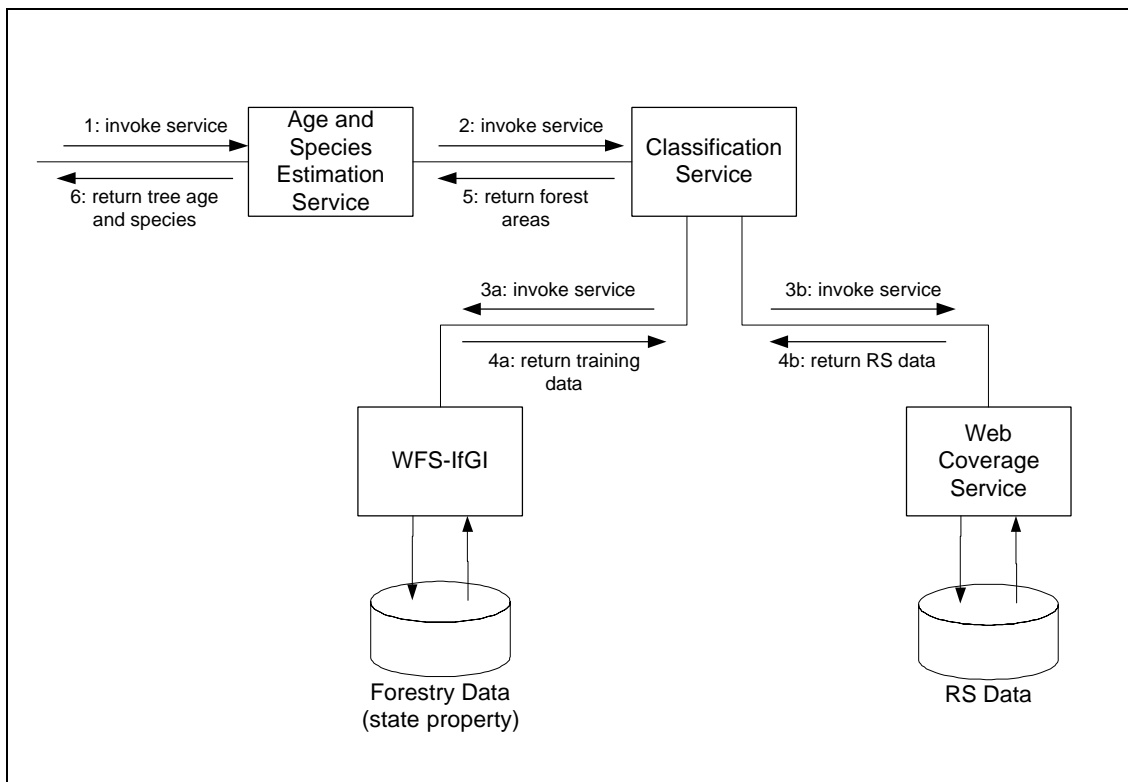 1: invoke service
Age and
Species
Estimation
Service
2: invoke service
Classification
Service
6: return tree age
and species
5: return forest
areas
3a: invoke service
3b: invoke service
4a: return training
data
4b: return RS data
WFS-IfGI
Web
Coverage
Service
Forestry Data
(state property)
RS Data